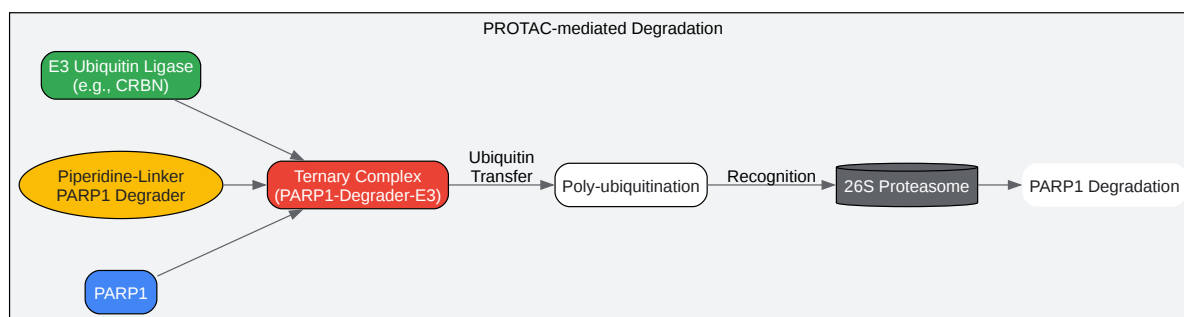 PROTAC-mediated Degradation
E3 Ubiquitin Ligase
(e.g., CRBN)
Piperidine-Linker
PARP1 Degrader
PARP1
Ternary Complex
(PARP1-Degrader-E3)
Ubiquitin
Transfer
Poly-ubiquitination
Recognition
26S Proteasome
PARP1 Degradation